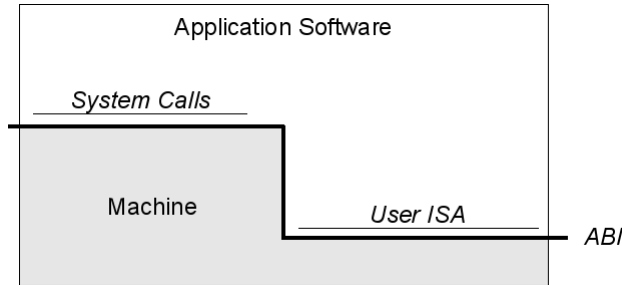 Application Software
System Calls
Machine
User ISA
ABI